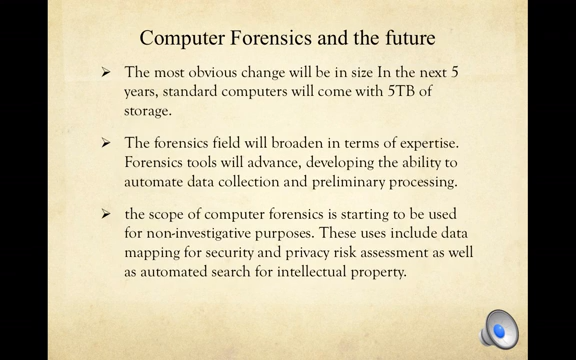 Computer Forensics and the future
The most obvious change will be in size In the next 5
years, standard computers will come with 5TB of
storage.
The forensics field will broaden in terms of expertise.
Forensics tools will advance, developing the ability to
automate data collection and preliminary processing.
the scope of computer forensics is starting to be used
for non-investigative purposes. These uses include data
mapping for security and privacy risk assessment as well
as automated search for intellectual property.